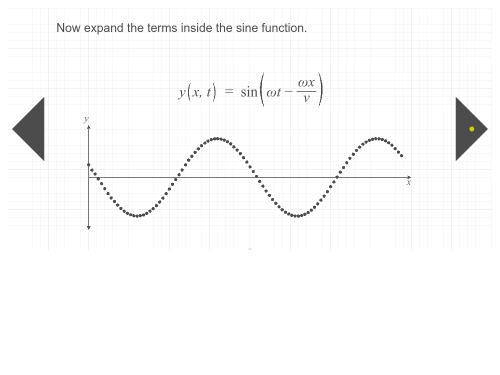 Now expand the terms inside the sine function.
y(x, t) = sin(ωt − ωx/v)
y
x